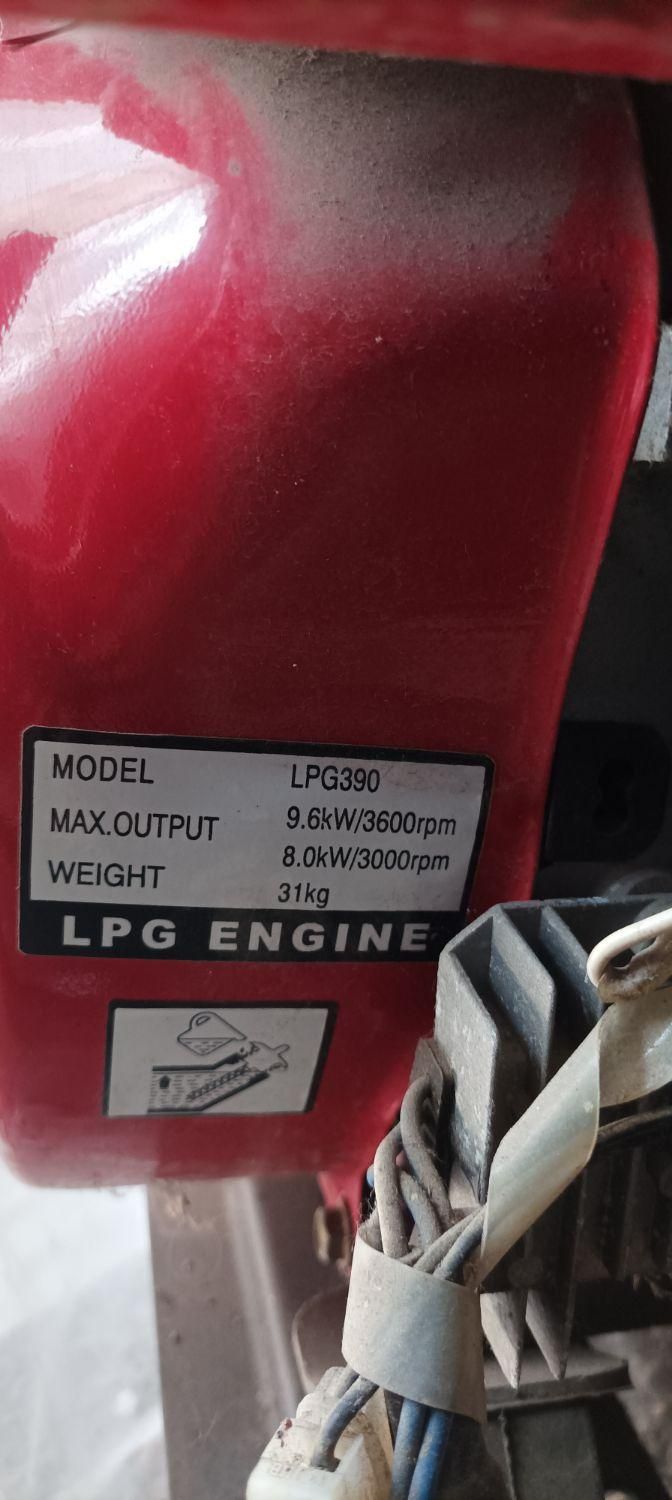 MODEL LPG390
MAX.OUTPUT 9.6kW/3600rpm
8.0kW/3000rpm
WEIGHT 31kg
LPG ENGINE